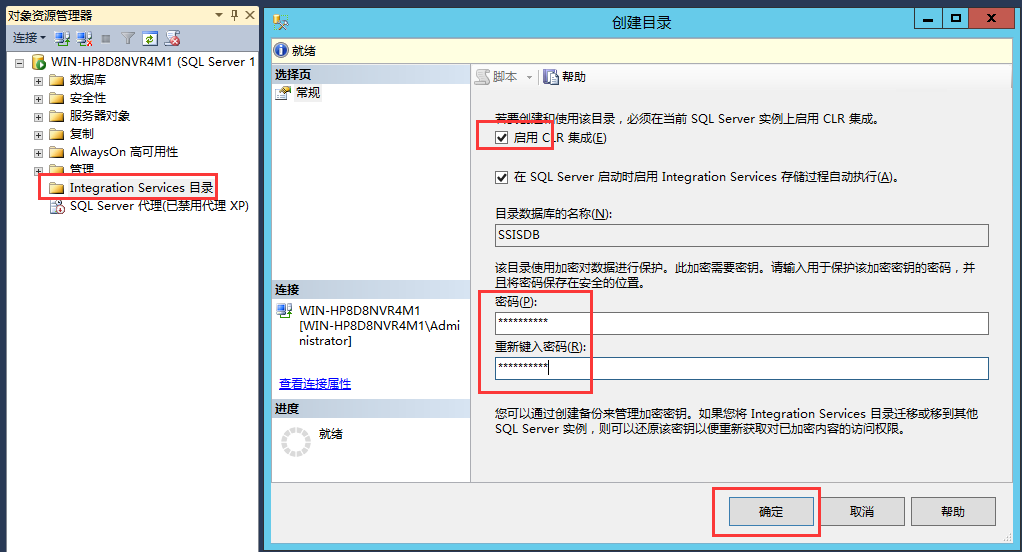 对象资源管理器
连接
WIN-HP8D8NVR4M1 (SQL Server 1
数据库
安全性
服务器对象
复制
AlwaysOn 高可用性
管理
Integration Services 目录
SQL Server 代理(已禁用代理 XP)
创建目录
就绪
选择页
常规
连接
WIN-HP8D8NVR4M1
[WIN-HP8D8NVR4M1\Admi
nistrator]
查看连接属性
进度
就绪
脚本
帮助
若要创建和使用该目录，必须在当前 SQL Server 实例上启用 CLR 集成。
启用 CLR 集成(E)
在 SQL Server 启动时启用 Integration Services 存储过程自动执行(A)。
目录数据库的名称(N):
SSISDB
该目录使用加密对数据进行保护。此加密需要密钥。请输入用于保护该加密密钥的密码，并
且将密码保存在安全的位置。
密码(P):
**********
重新键入密码(R):
**********
您可以通过创建备份来管理加密密钥。如果您将 Integration Services 目录迁移或移到其他
SQL Server 实例，则可以还原该密钥以便重新获取对已加密内容的访问权限。
确定
取消
帮助